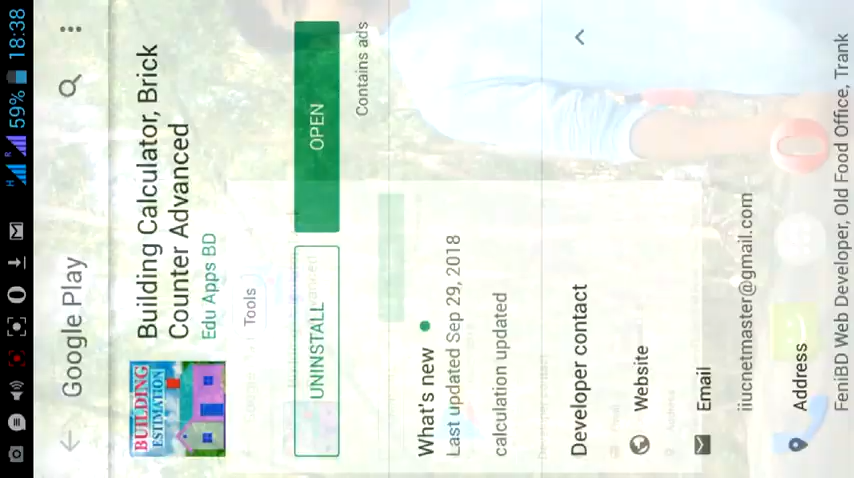 18:38
59%
H
R
Google Play
BUILDING
ESTIMATION
Building Calculator, Brick
Counter Advanced
Edu Apps BD
Tools
UNINSTALL
OPEN
Contains ads
What's new
Last updated Sep 29, 2018
calculation updated
Developer contact
Website
Email
iiucnetmaster@gmail.com
Address
FeniBD Web Developer, Old Food Office, Trank